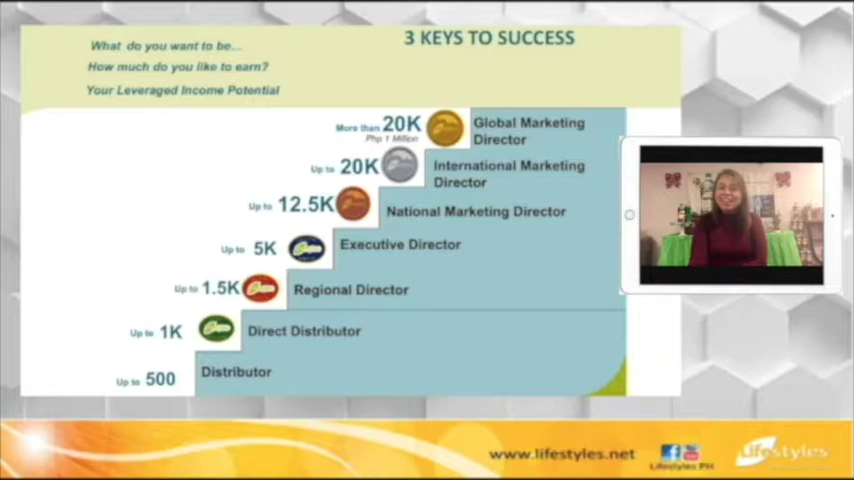 What do you want to be...
How much do you like to earn?
Your Leveraged Income Potential
3 KEYS TO SUCCESS
More than 20K
Php 1 Million
Global Marketing
Director
Up to 20K
International Marketing
Director
Up to 12.5K
National Marketing Director
Up to 5K
Executive Director
Up to 1.5K
Regional Director
Up to 1K
Direct Distributor
Up to 500
Distributor
www.lifestyles.net
Lifestyles PH
Lifestyles